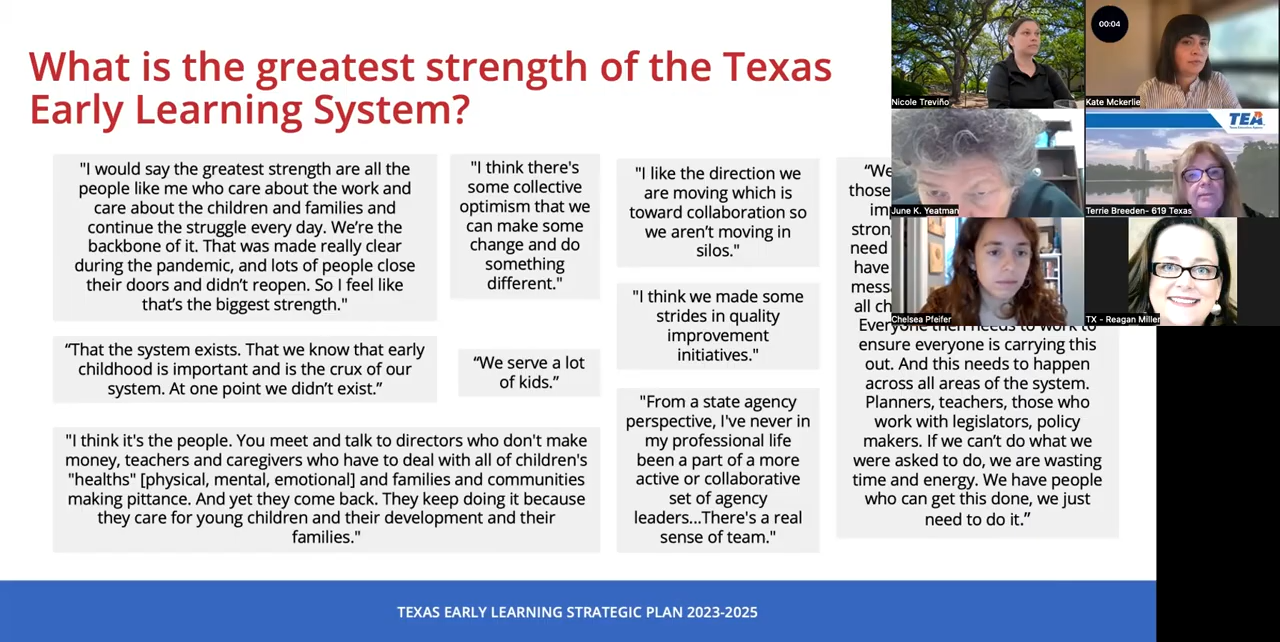 What is the greatest strength of the Texas
Early Learning System?
"I would say the greatest strength are all the
people like me who care about the work and
care about the children and families and
continue the struggle every day. We're the
backbone of it. That was made really clear
during the pandemic, and lots of people close
their doors and didn't reopen. So I feel like
that's the biggest strength."
“That the system exists. That we know that early
childhood is important and is the crux of our
system. At one point we didn’t exist.”
"I think there's
some collective
optimism that we
can make some
change and do
something
different."
“We serve a lot
of kids.”
"I think it's the people. You meet and talk to directors who don't make
money, teachers and caregivers who have to deal with all of children's
"healths" [physical, mental, emotional] and families and communities
making pittance. And yet they come back. They keep doing it because
they care for young children and their development and their
families."
"I like the direction we
are moving which is
toward collaboration so
we aren't moving in
silos."
"I think we made some
strides in quality
improvement
initiatives."
"From a state agency
perspective, I've never in
my professional life
been a part of a more
active or collaborative
set of agency
leaders...There's a real
sense of team."
“We
those
im
stron
need
have
messa
all ch
Everyone then needs to work to
ensure everyone is carrying this
out. And this needs to happen
across all areas of the system.
Planners, teachers, those who
work with legislators, policy
makers. If we can’t do what we
were asked to do, we are wasting
time and energy. We have people
who can get this done, we just
need to do it.”
TEXAS EARLY LEARNING STRATEGIC PLAN 2023-2025
00:04
Nicole Treviño
Kate Mckerlie
TEA
June K. Yeatman
Terrie Breeden- 619 Texas
Chelsea Pfeifer
TX - Reagan Miller